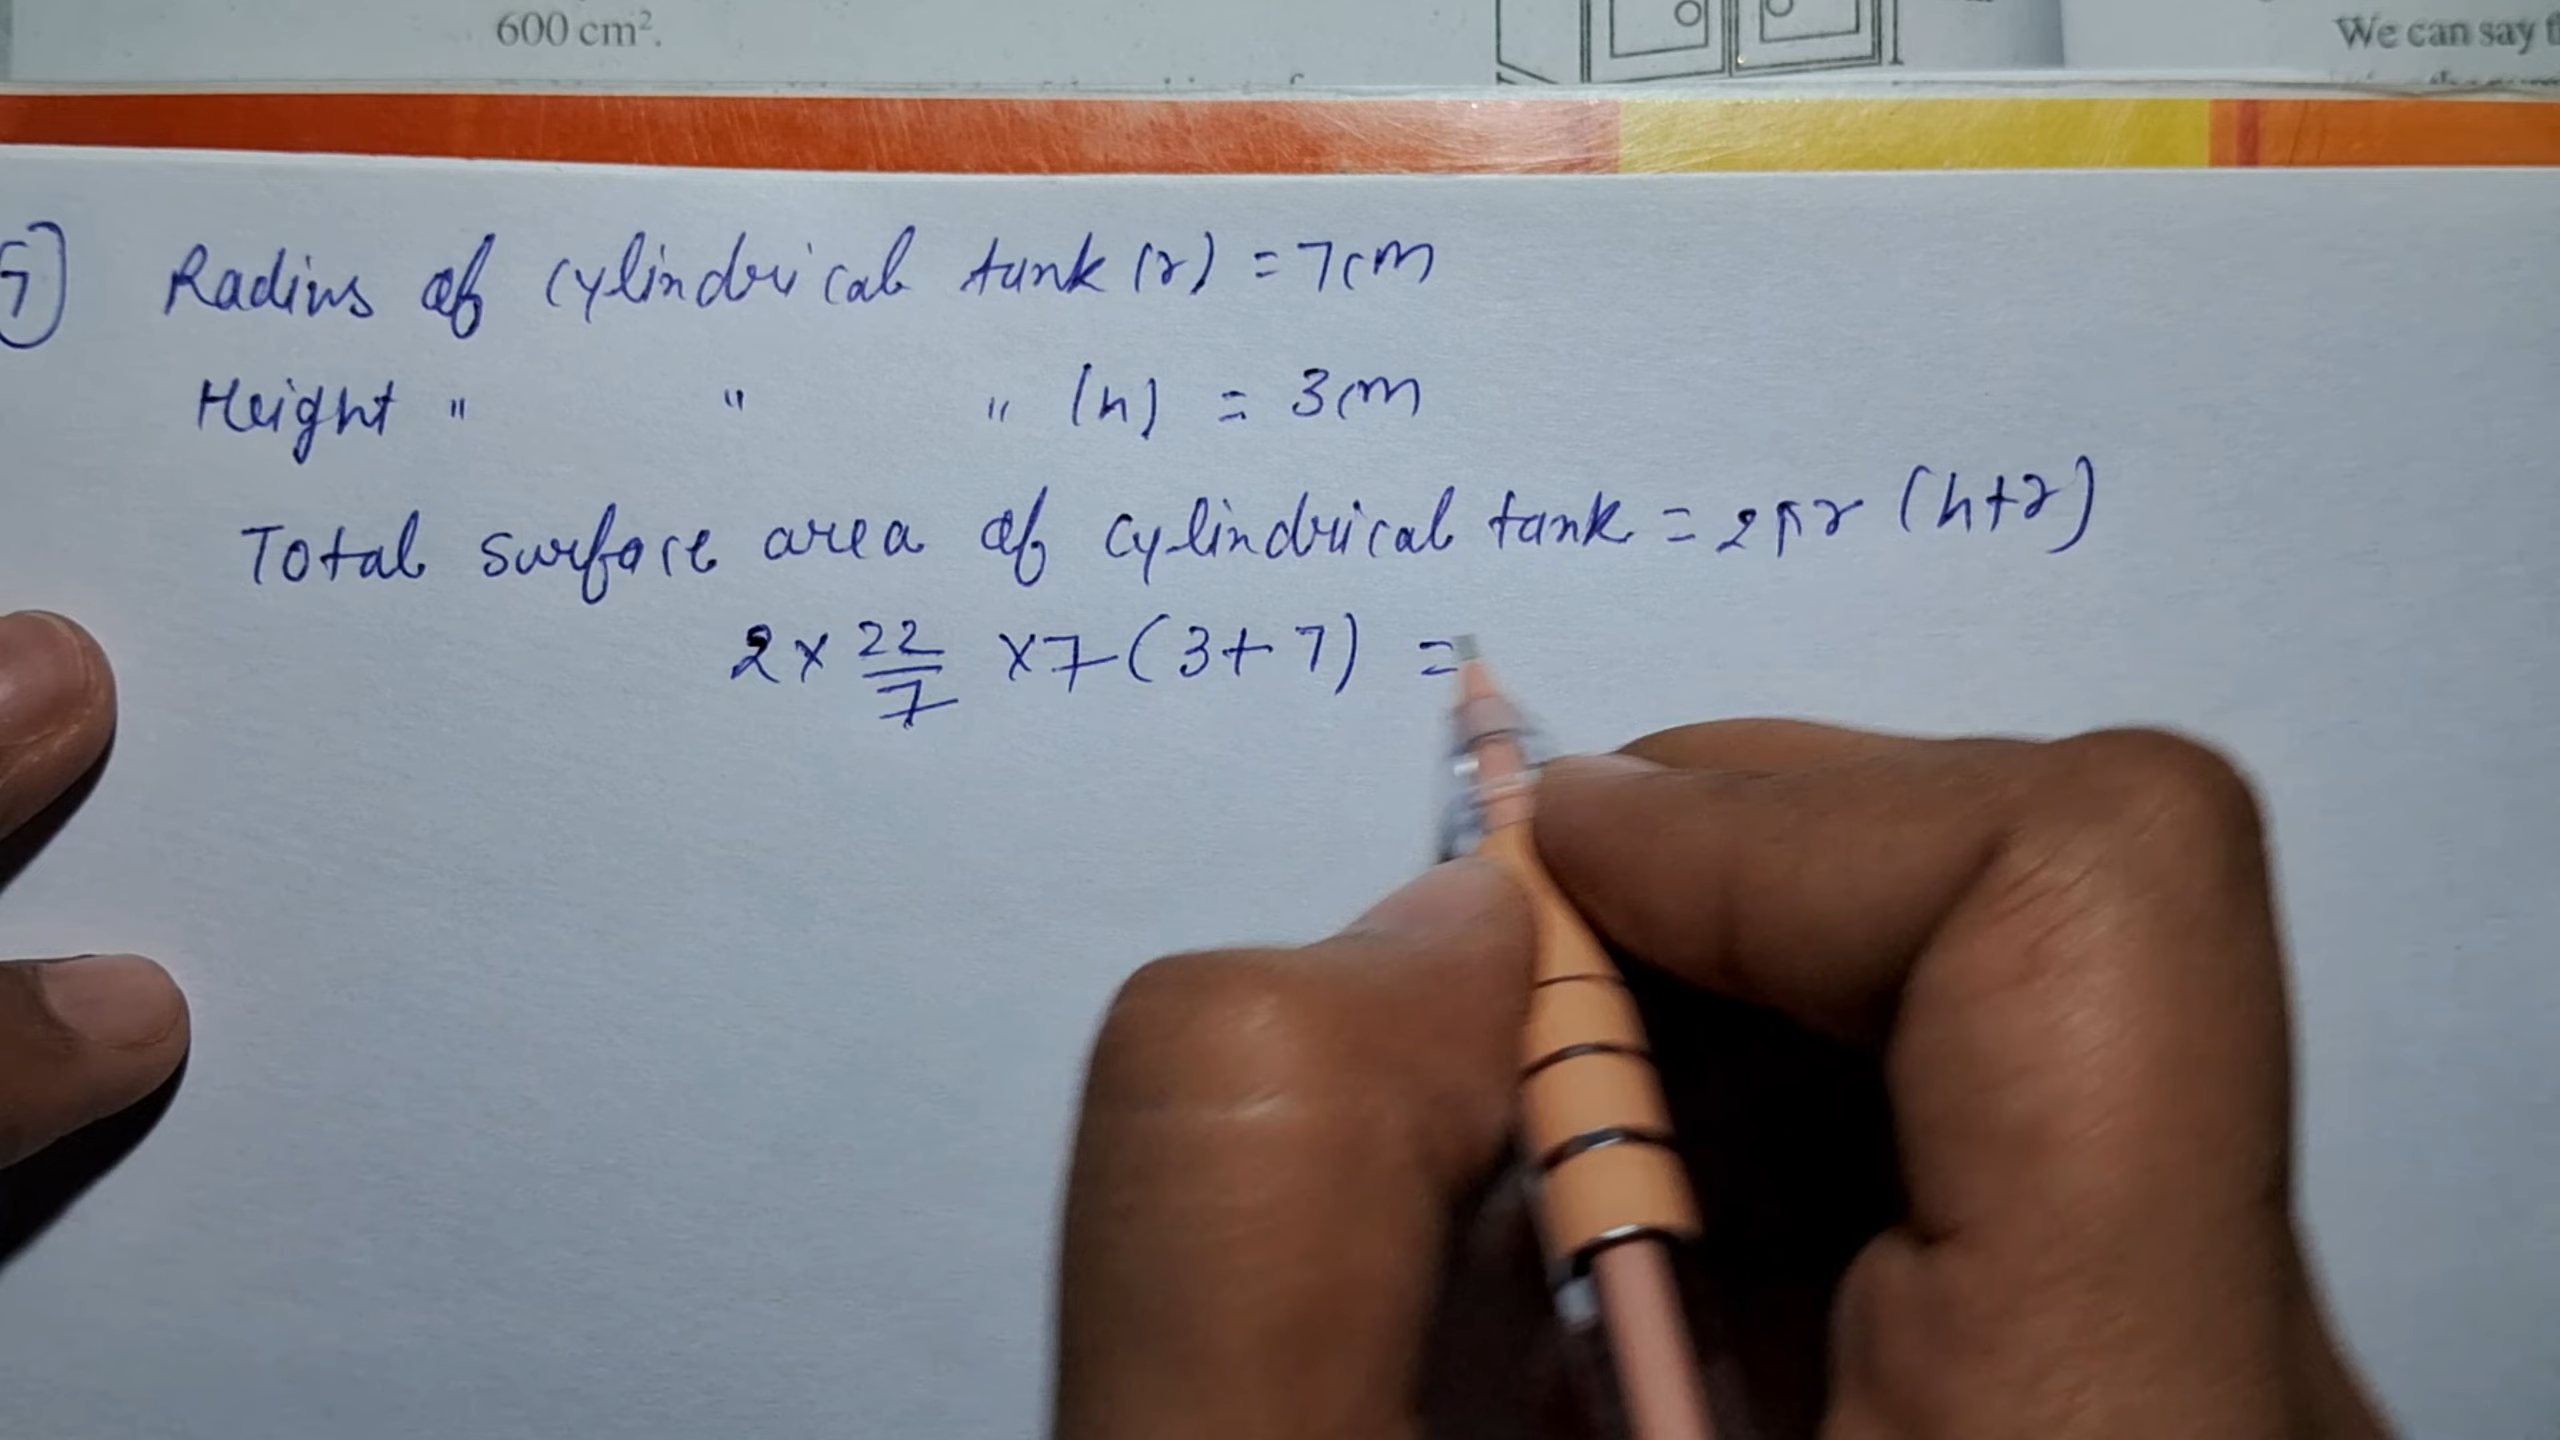 600 cm².
We can say t
5) Radius of cylindrical tank (r) = 7cm
Height " " " (h) = 3cm
Total surface area of cylindrical tank = 2πr (h+r)
2 × 22/7 × 7 (3+7) =